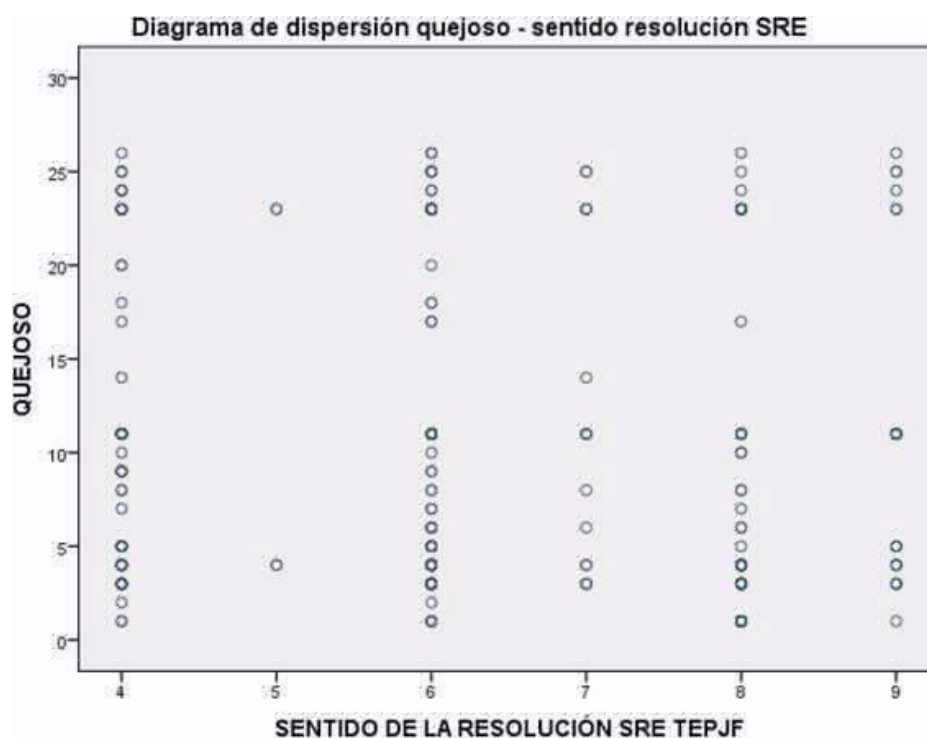 Diagrama de dispersión quejoso - sentido resolución SRE
30
25
20
15
10
5
0
QUEJOSO
4 5 6 7 8 9
SENTIDO DE LA RESOLUCIÓN SRE TEPJF